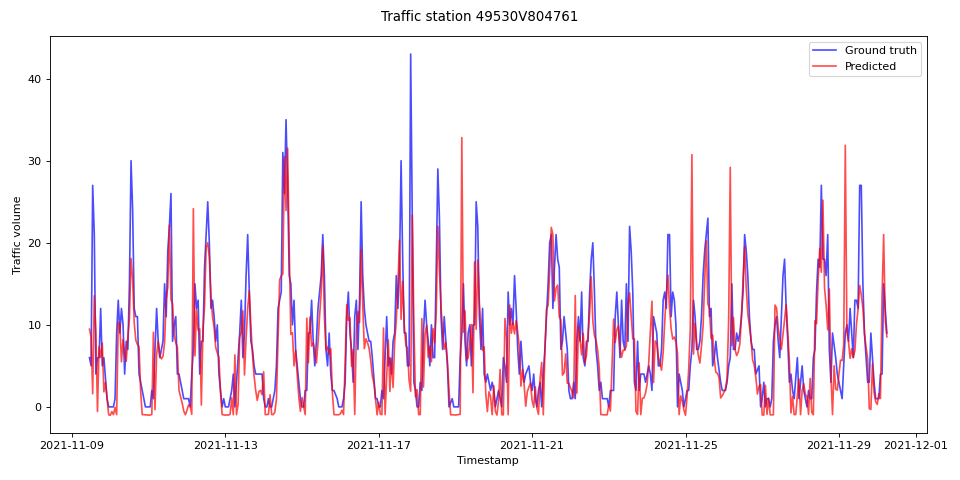 Traffic station 49530V804761
Ground truth
Predicted
Traffic volume
40
30
20
10
0
2021-11-09
2021-11-13
2021-11-17
2021-11-21
2021-11-25
2021-11-29
2021-12-01
Timestamp